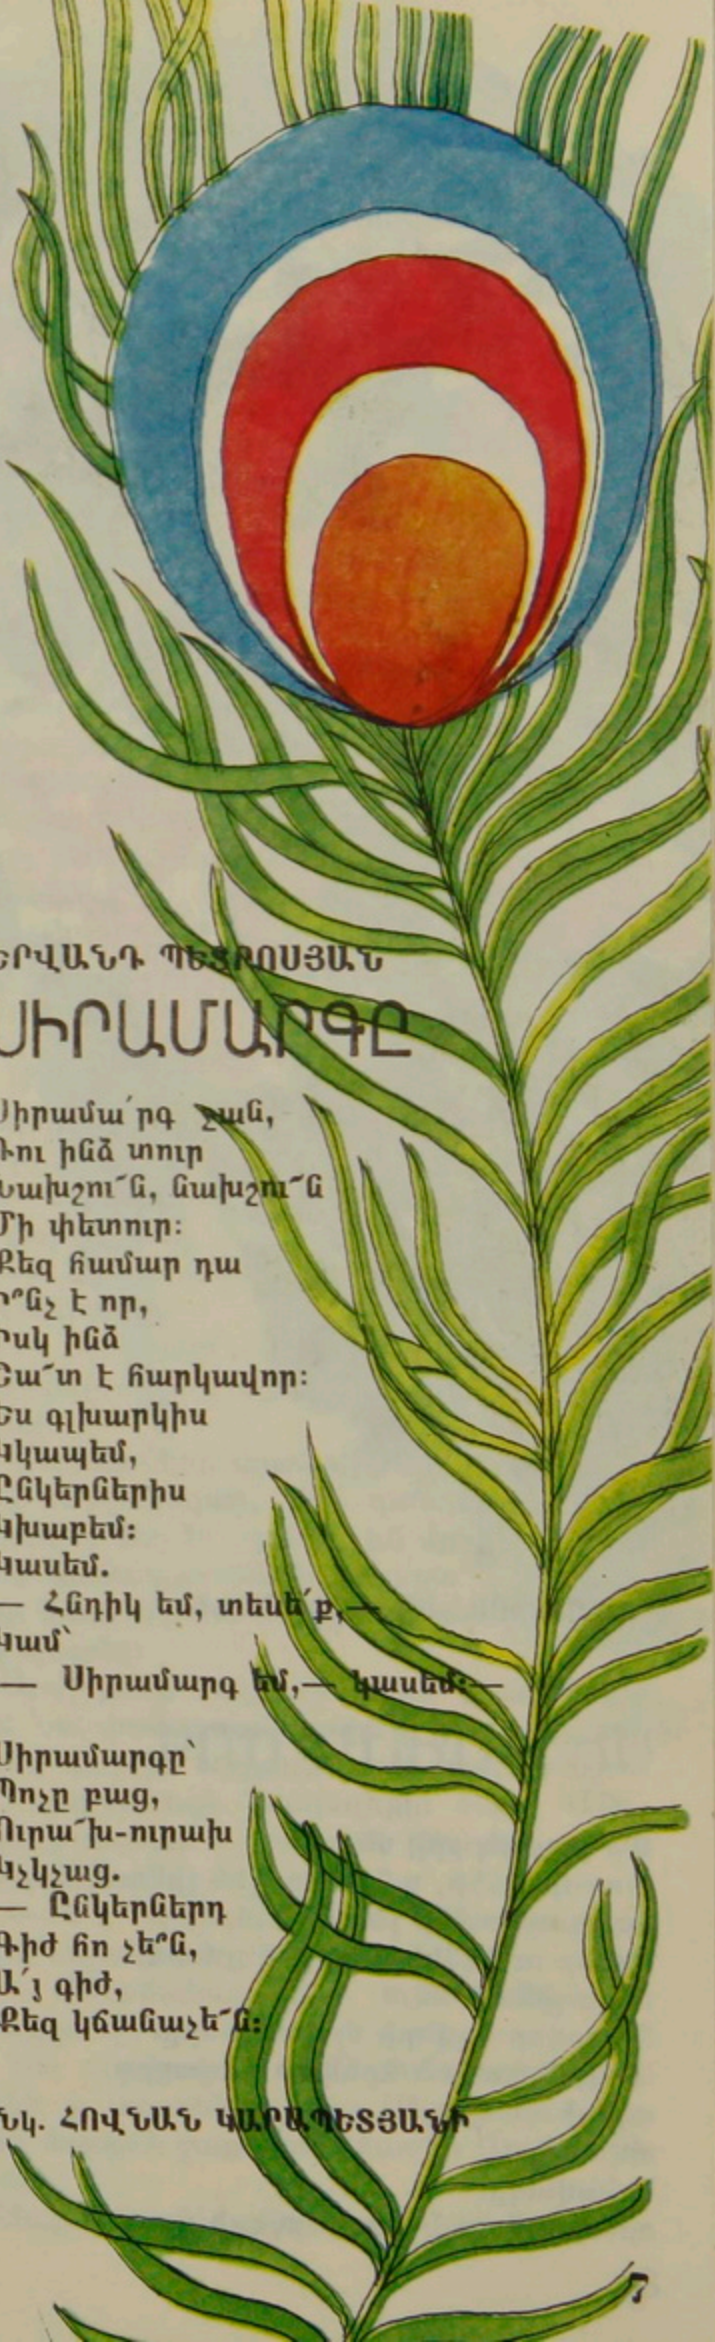 ԵՐՎԱՆԴ ՊԵՏՐՈՍՅԱՆ
ՍԻՐԱՄԱՐԳԸ
Սիրամա՛րգ ջան,
Դու ինձ տուր
Նախշու՜ն, նախշու՜ն
Մի փետուր։
Քեզ համար դա
Ի՞նչ է որ,
Իսկ ինձ
Շա՜տ է հարկավոր։
Ես գլխարկիս
Կկապեմ,
Ընկերներիս
Կխաբեմ։
Կասեմ.
— Հնդիկ եմ, տեսե՛ք,—
Կամ՝
— Սիրամարգ եմ,— կասեմ։—
Սիրամարգը՝
Պոչը բաց,
Ուրա՜խ-ուրախ
Կչկչաց.
— Ընկերներդ
Գիժ հո չե՞ն,
Ա՛յ գիժ,
Քեզ կճանաչե՜ն։
Նկ. ՀՈՎՆԱՆ ԿԱՐԱՊԵՏՅԱՆԻ
7